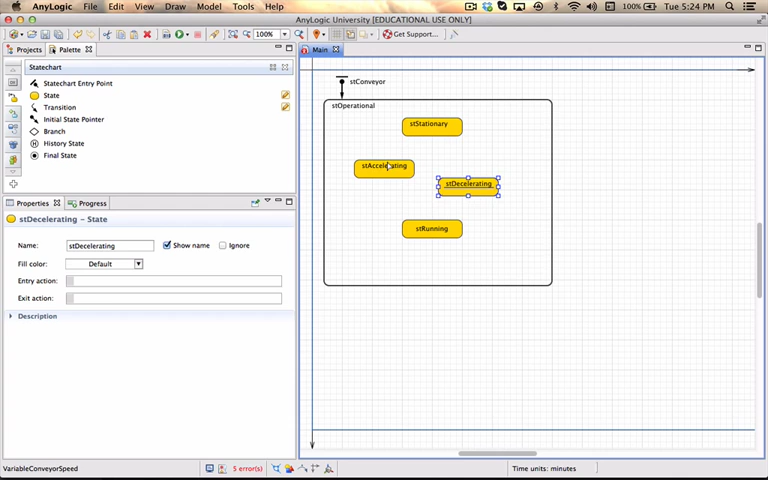 AnyLogic File Edit View Draw Model Tools Help 100% Tue 5:24 PM
AnyLogic University [EDUCATIONAL USE ONLY]
100% Get Support...
Projects Palette
Main
Statechart
Statechart Entry Point
State
Transition
Initial State Pointer
Branch
History State
Final State
stConveyor
stOperational
stStationary
stAccelerating
stDecelerating
stRunning
Properties Progress
stDecelerating – State
Name: stDecelerating Show name Ignore
Fill color: Default
Entry action:
Exit action:
Description
VariableConveyorSpeed 5 error(s) Time units: minutes